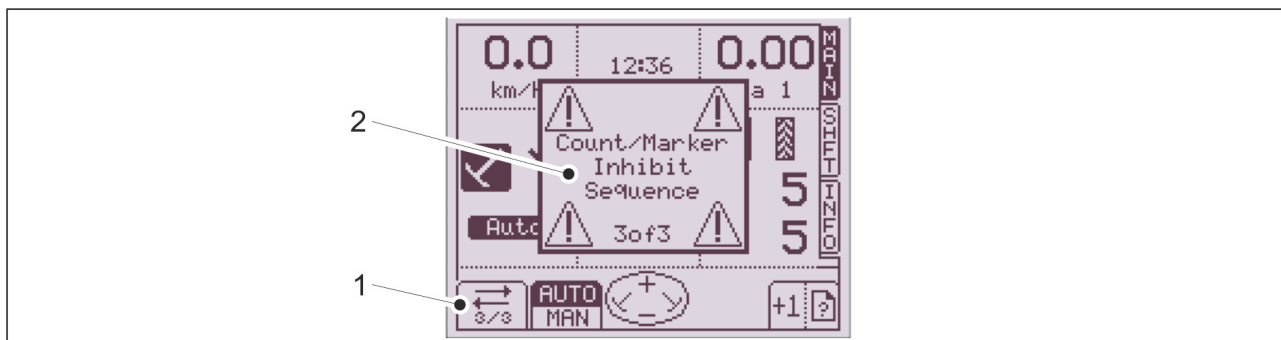 0.0
12:36
0.00
km/h
a 1
MAIN
SHFT
INFO
2
Count/Marker
Inhibit
Sequence
3of3
5
5
Auto
1
3/3
AUTO
MAN
+
-
+1
?